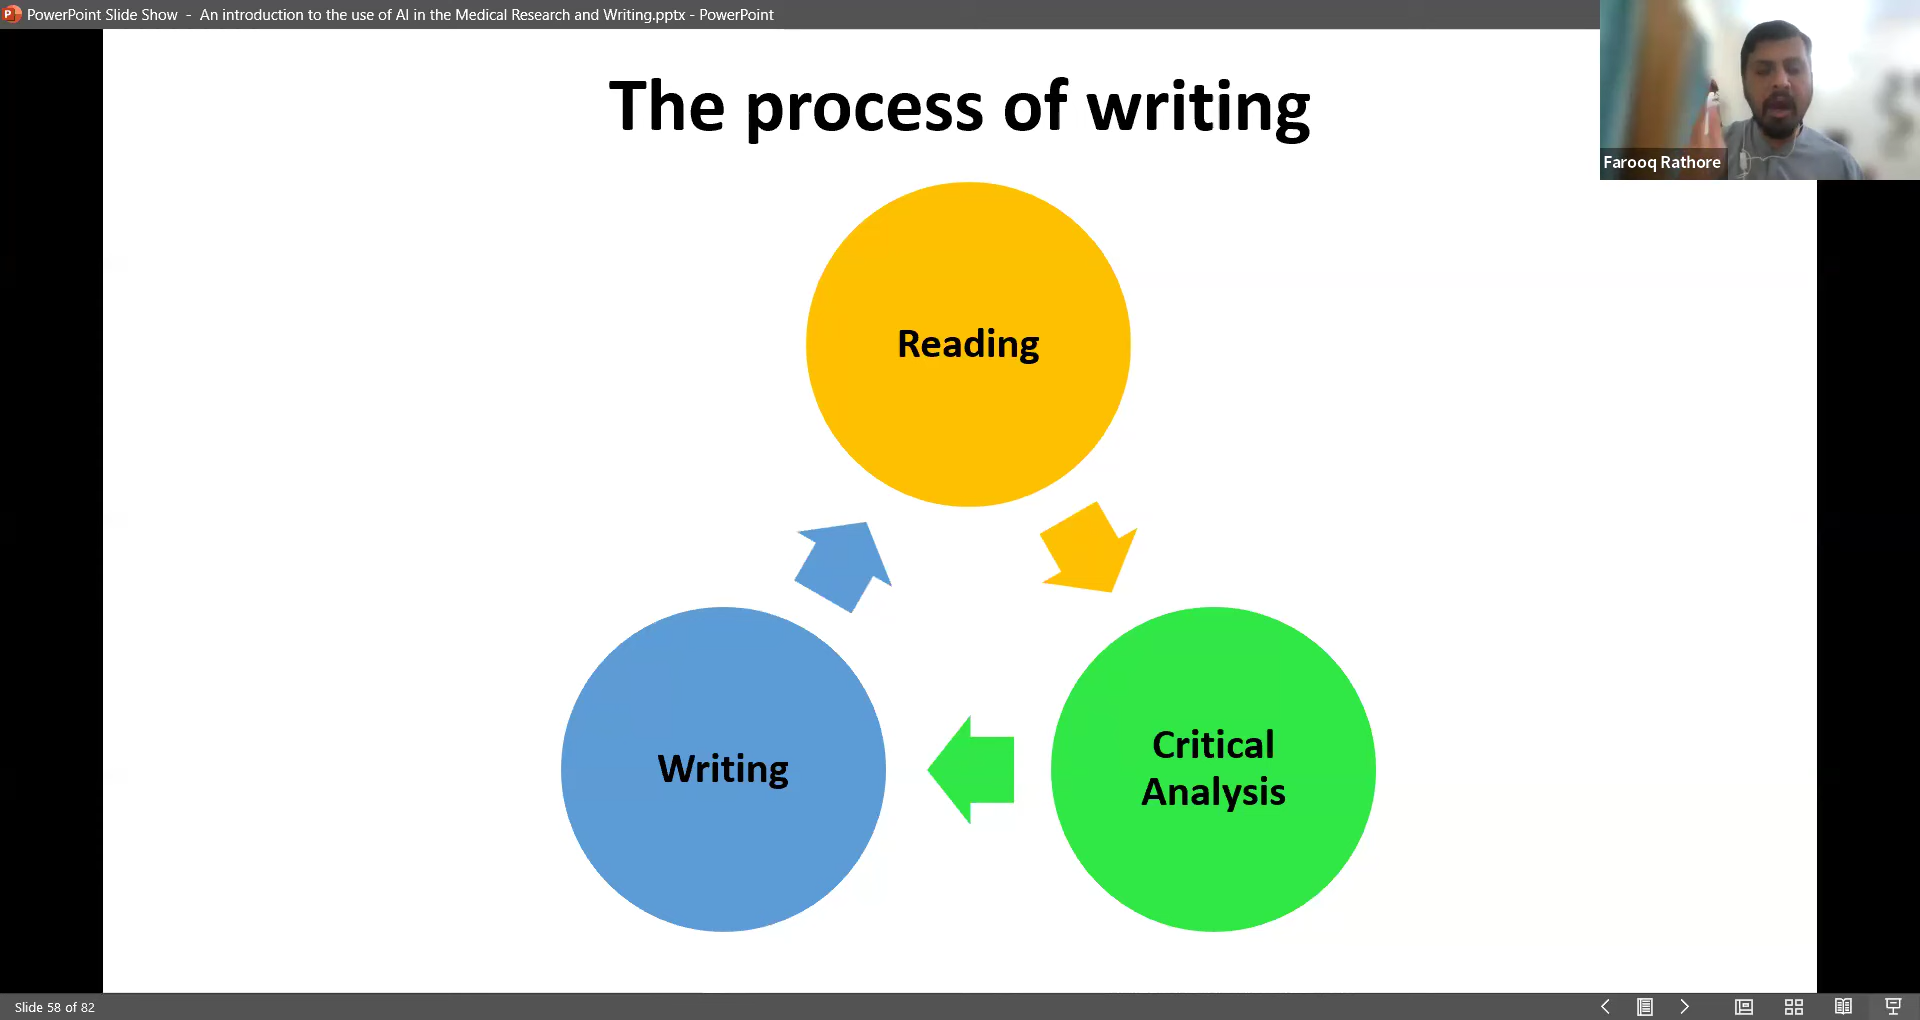 PowerPoint Slide Show - An introduction to the use of AI in the Medical Research and Writing.pptx - PowerPoint
The process of writing
Farooq Rathore
Reading
Writing
Critical
Analysis
Slide 58 of 82